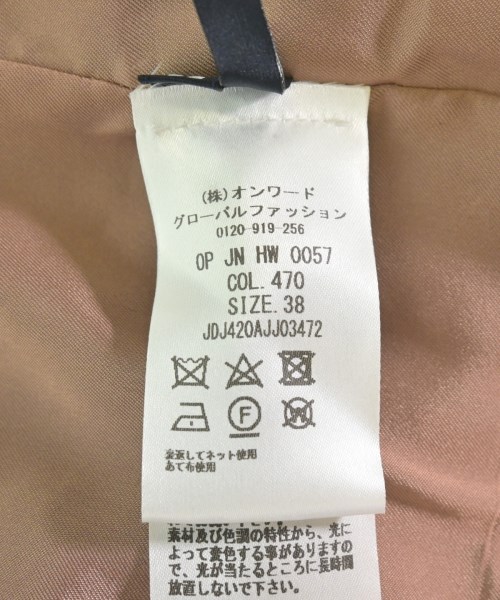 (株)オンワード
グローバルファッション
0120-919-256
OP JN HW 0057
COL. 470
SIZE. 38
JDJ420AJJ03472
F
W
裏返してネット使用
あて布使用
素材及び色調の特性から、光に
よって変色する事がありますの
で、光が当たるところに長時間
放置しないで下さい。